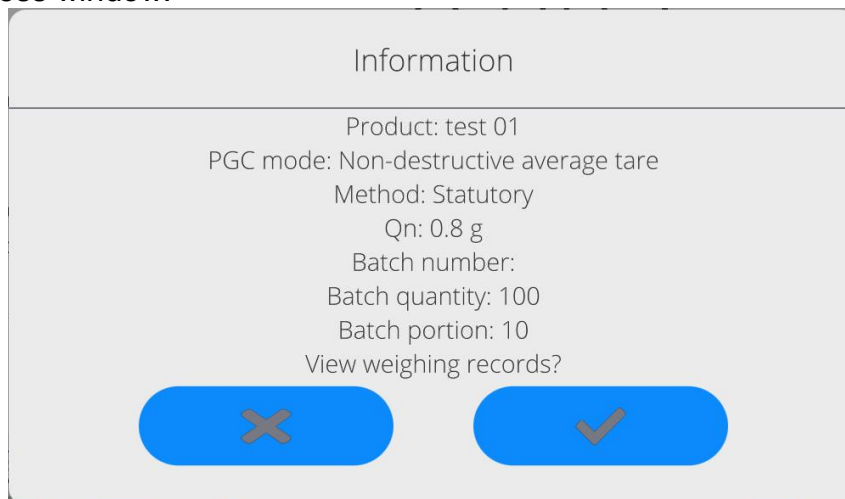 Information
Product: test 01
PGC mode: Non-destructive average tare
Method: Statutory
Qn: 0.8 g
Batch number:
Batch quantity: 100
Batch portion: 10
View weighing records?